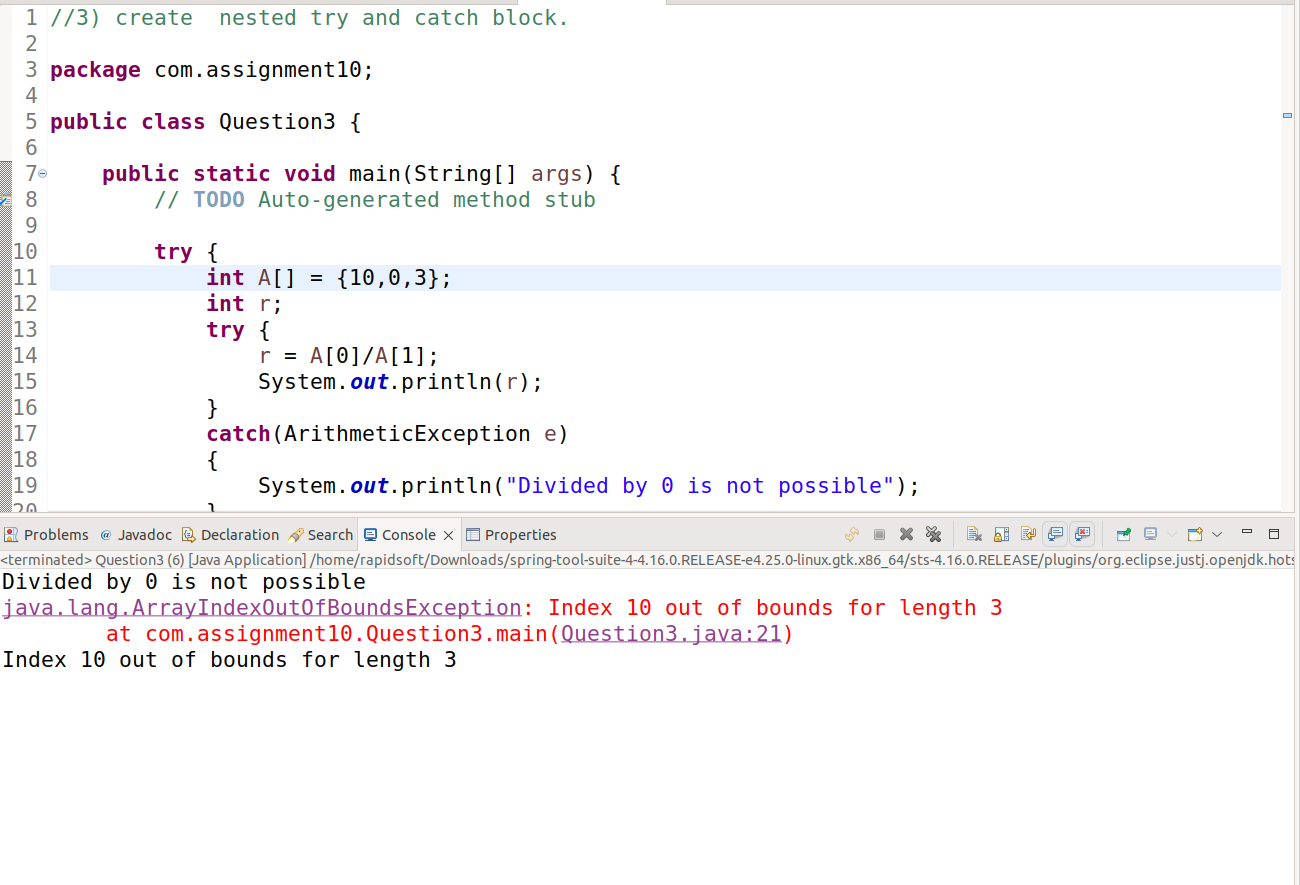 1 //3) create  nested try and catch block.
2
3 package com.assignment10;
4
5 public class Question3 {
6
7     public static void main(String[] args) {
8         // TODO Auto-generated method stub
9
10         try {
11             int A[] = {10,0,3};
12             int r;
13             try {
14                 r = A[0]/A[1];
15                 System.out.println(r);
16             }
17             catch(ArithmeticException e)
18             {
19                 System.out.println("Divided by 0 is not possible");
20             }
Problems @ Javadoc Declaration Search Console Properties
<terminated> Question3 (6) [Java Application] /home/rapidsoft/Downloads/spring-tool-suite-4-4.16.0.RELEASE-e4.25.0-linux.gtk.x86_64/sts-4.16.0.RELEASE/plugins/org.eclipse.justj.openjdk.hots
Divided by 0 is not possible
java.lang.ArrayIndexOutOfBoundsException: Index 10 out of bounds for length 3
        at com.assignment10.Question3.main(Question3.java:21)
Index 10 out of bounds for length 3